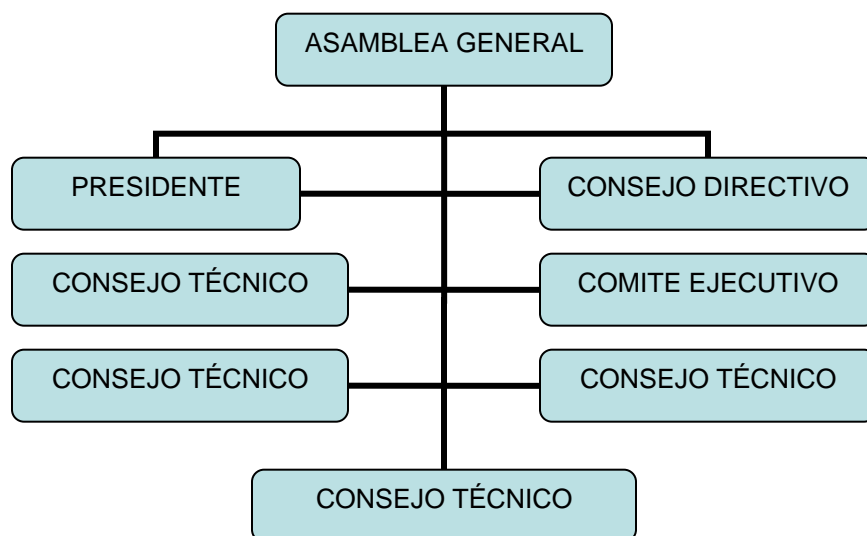 ASAMBLEA GENERAL
PRESIDENTE
CONSEJO DIRECTIVO
CONSEJO TÉCNICO
COMITE EJECUTIVO
CONSEJO TÉCNICO
CONSEJO TÉCNICO
CONSEJO TÉCNICO